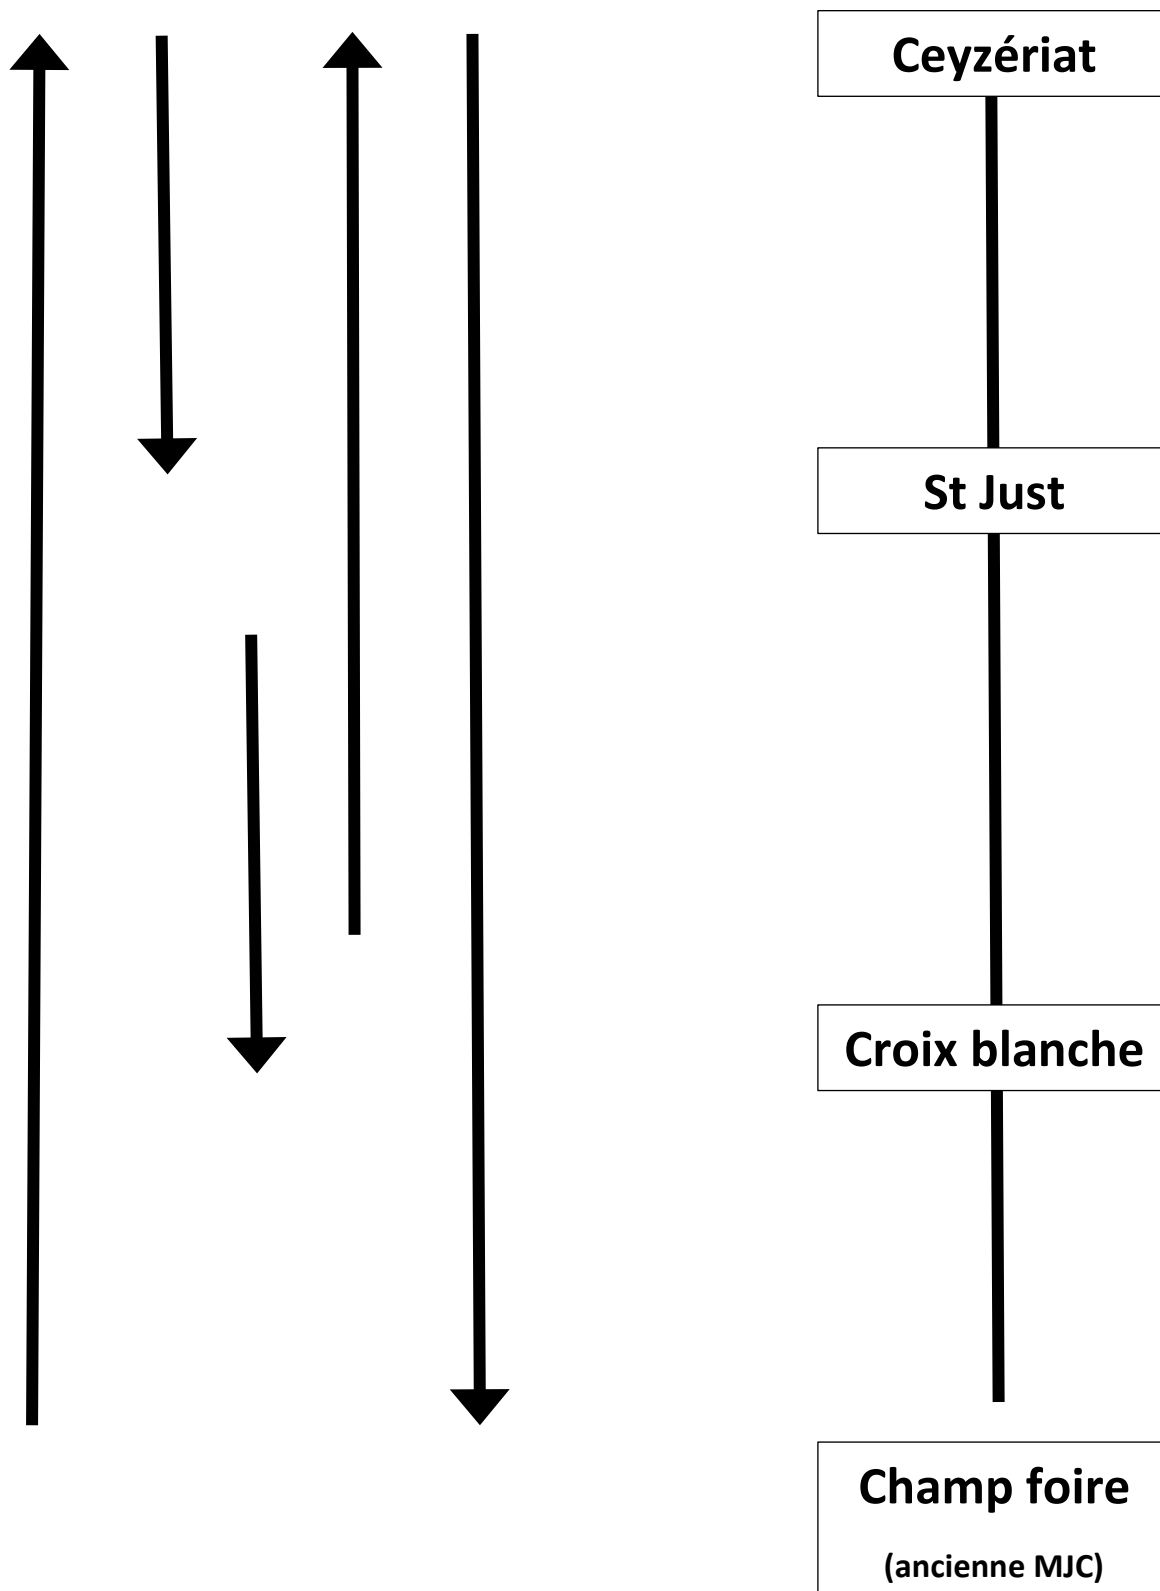 Ceyzériat
St Just
Croix blanche
Champ foire
(ancienne MJC)